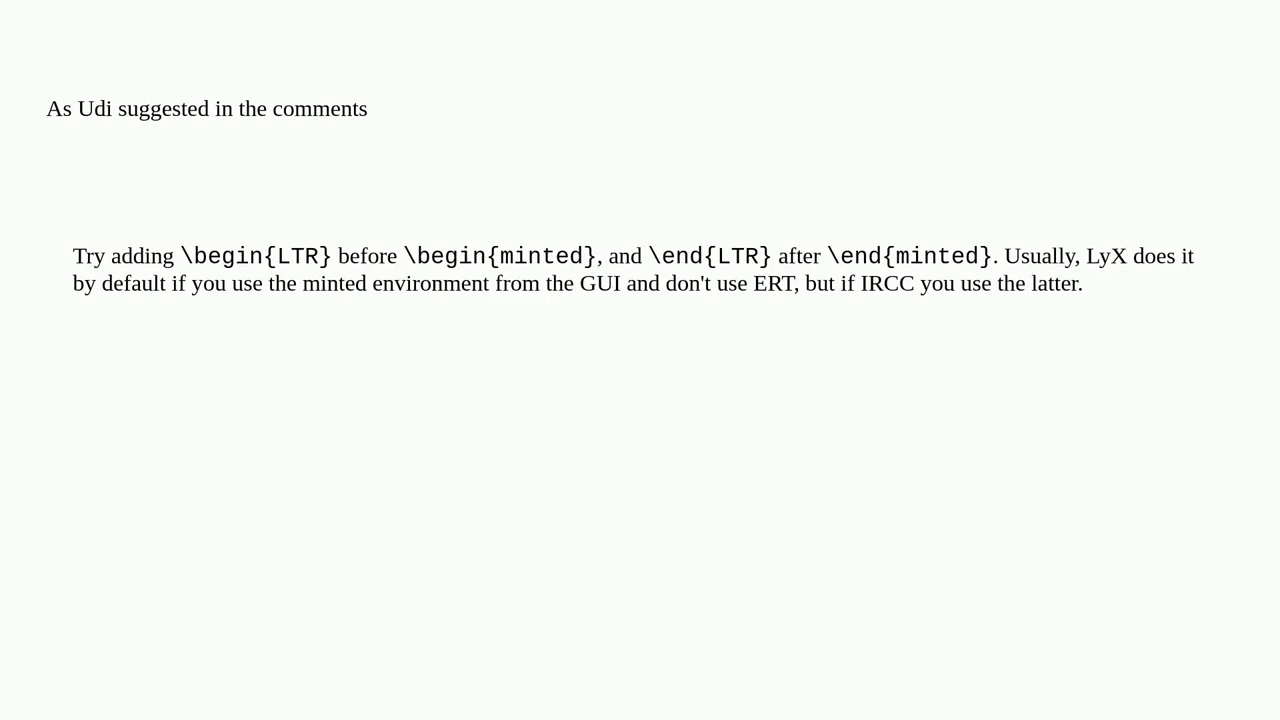 As Udi suggested in the comments
Try adding \begin{LTR} before \begin{minted}, and \end{LTR} after \end{minted}. Usually, LyX does it
by default if you use the minted environment from the GUI and don't use ERT, but if IRCC you use the latter.